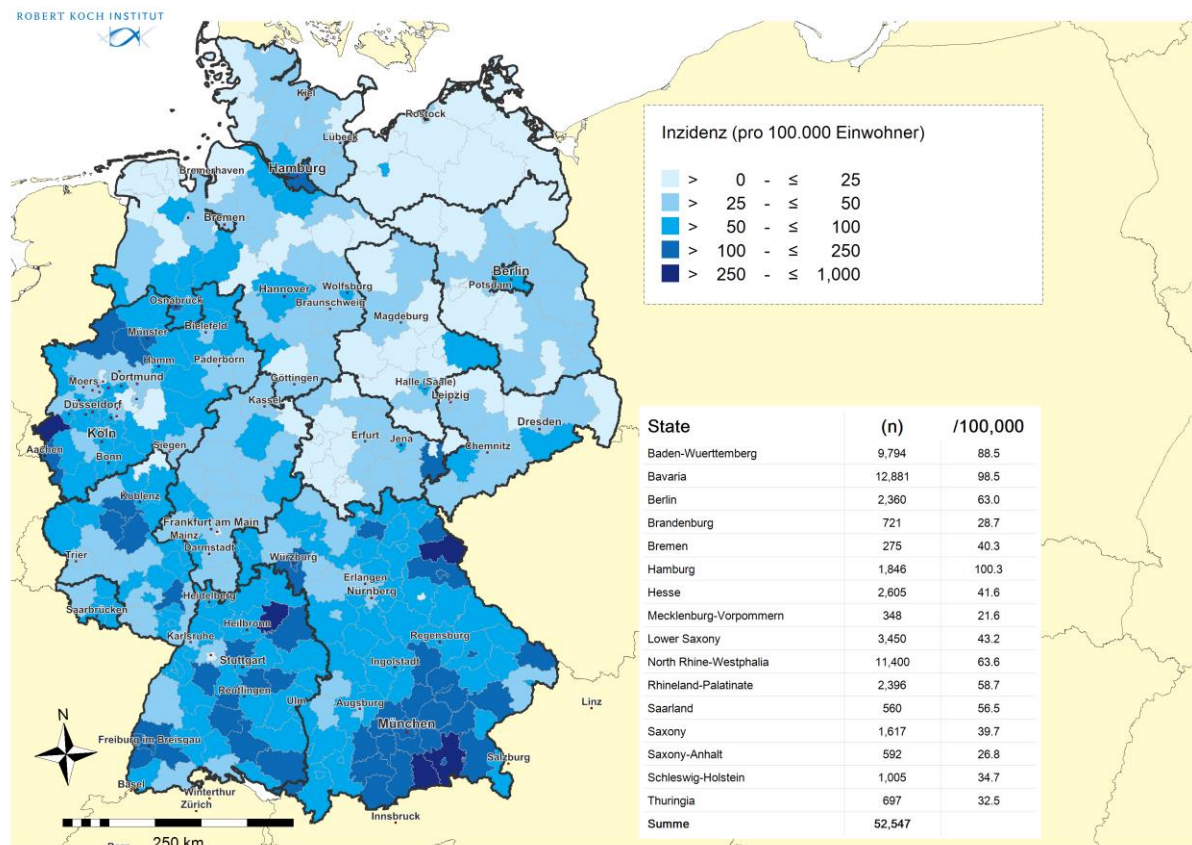 ROBERT KOCH INSTITUT
Kiel
Rostock
Lübeck
Hamburg
Bremerhaven
Bremen
Berlin
Potsdam
Hannover
Wolfsburg
Braunschweig
Magdeburg
Osnabrück
Münster
Bielefeld
Hamm
Paderborn
Moers
Dortmund
Göttingen
Halle (Saale)
Leipzig
Düsseldorf
Kassel
Köln
Dresden
Erfurt
Jena
Aachen
Siegen
Chemnitz
Bonn
Koblenz
Frankfurt am Main
Mainz
Trier
Darmstadt
Würzburg
Erlangen
Nürnberg
Saarbrücken
Heidelberg
Heilbronn
Karlsruhe
Regensburg
Stuttgart
Ingolstadt
Reutlingen
Ulm
Augsburg
Linz
München
Freiburg im Breisgau
Salzburg
Basel
Winterthur
Zürich
Innsbruck
N
250 km
Inzidenz (pro 100.000 Einwohner)
> 0 - ≤ 25
> 25 - ≤ 50
> 50 - ≤ 100
> 100 - ≤ 250
> 250 - ≤ 1,000
State (n) /100,000
Baden-Wuerttemberg 9,794 88.5
Bavaria 12,881 98.5
Berlin 2,360 63.0
Brandenburg 721 28.7
Bremen 275 40.3
Hamburg 1,846 100.3
Hesse 2,605 41.6
Mecklenburg-Vorpommern 348 21.6
Lower Saxony 3,450 43.2
North Rhine-Westphalia 11,400 63.6
Rhineland-Palatinate 2,396 58.7
Saarland 560 56.5
Saxony 1,617 39.7
Saxony-Anhalt 592 26.8
Schleswig-Holstein 1,005 34.7
Thuringia 697 32.5
Summe 52,547